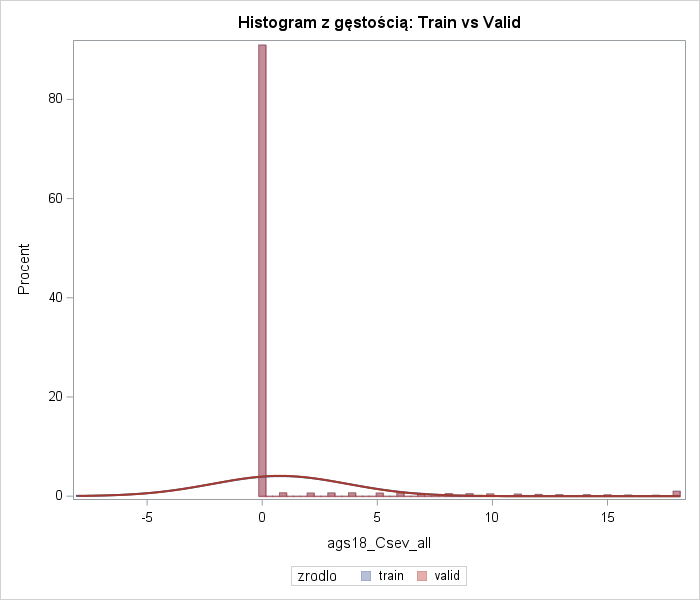 Histogram z gęstością: Train vs Valid
Procent
80
60
40
20
0
-5 0 5 10 15
ags18_Csev_all
zrodlo train valid